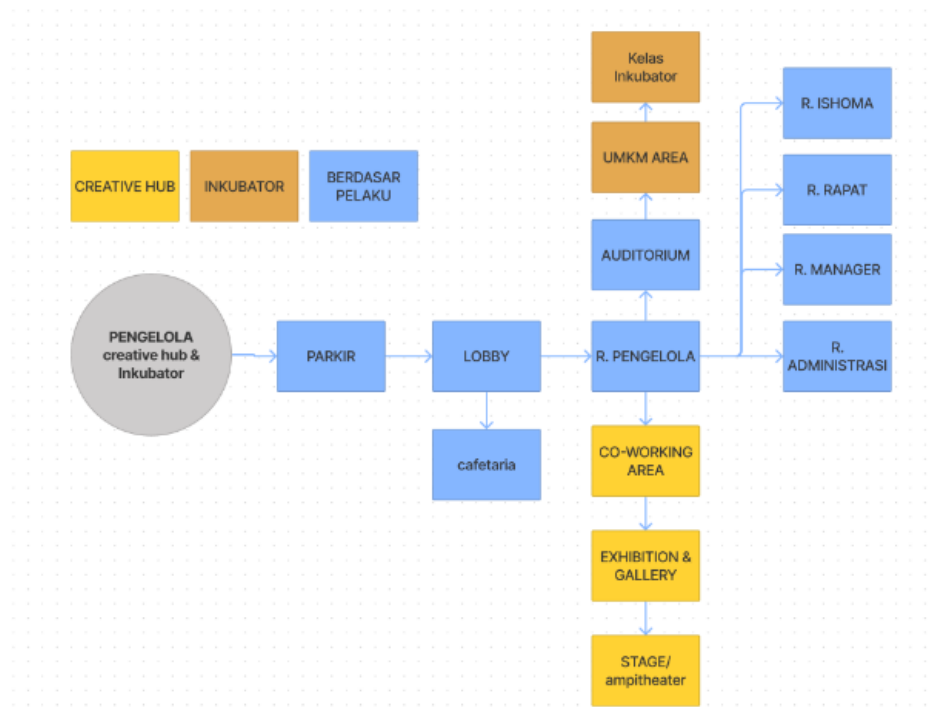 Kelas
Inkubator
R. ISHOMA
UMKM AREA
CREATIVE HUB
INKUBATOR
BERDASAR
PELAKU
R. RAPAT
AUDITORIUM
R. MANAGER
PENGELOLA
creative hub &
Inkubator
PARKIR
LOBBY
R. PENGELOLA
R.
ADMINISTRASI
cafetaria
CO-WORKING
AREA
EXHIBITION &
GALLERY
STAGE/
ampitheater